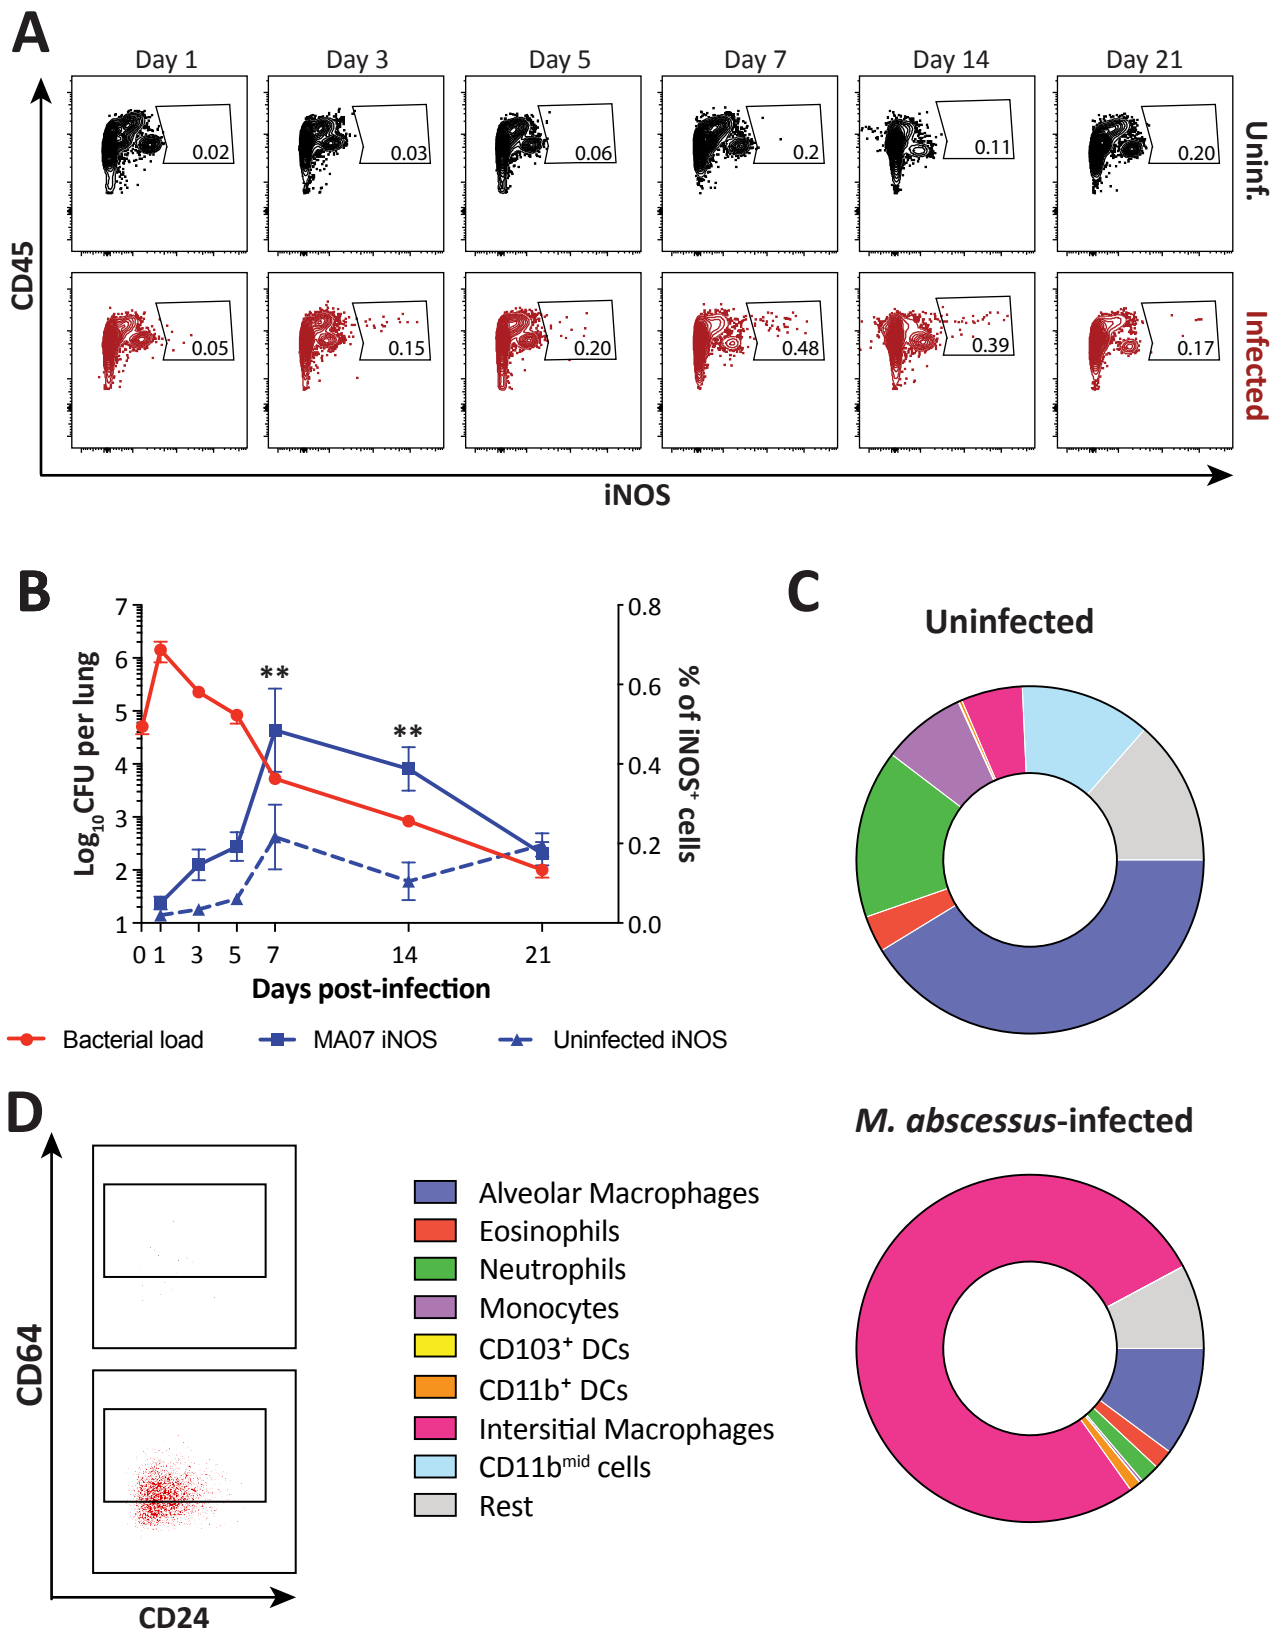 A
Day 1
Day 3
Day 5
Day 7
Day 14
Day 21
0.02
0.03
0.06
0.2
0.11
0.20
Uninf.
CD45
0.05
0.15
0.20
0.48
0.39
0.17
Infected
iNOS
B
7
6
5
4
3
2
1
Log10 CFU per lung
**
**
0.8
0.6
0.4
0.2
0.0
% of iNOS+ cells
0 1 3 5 7 14 21
Days post-infection
Bacterial load
MA07 iNOS
Uninfected iNOS
C
Uninfected
M. abscessus-infected
D
CD64
CD24
Alveolar Macrophages
Eosinophils
Neutrophils
Monocytes
CD103+ DCs
CD11b+ DCs
Intersitial Macrophages
CD11bmid cells
Rest